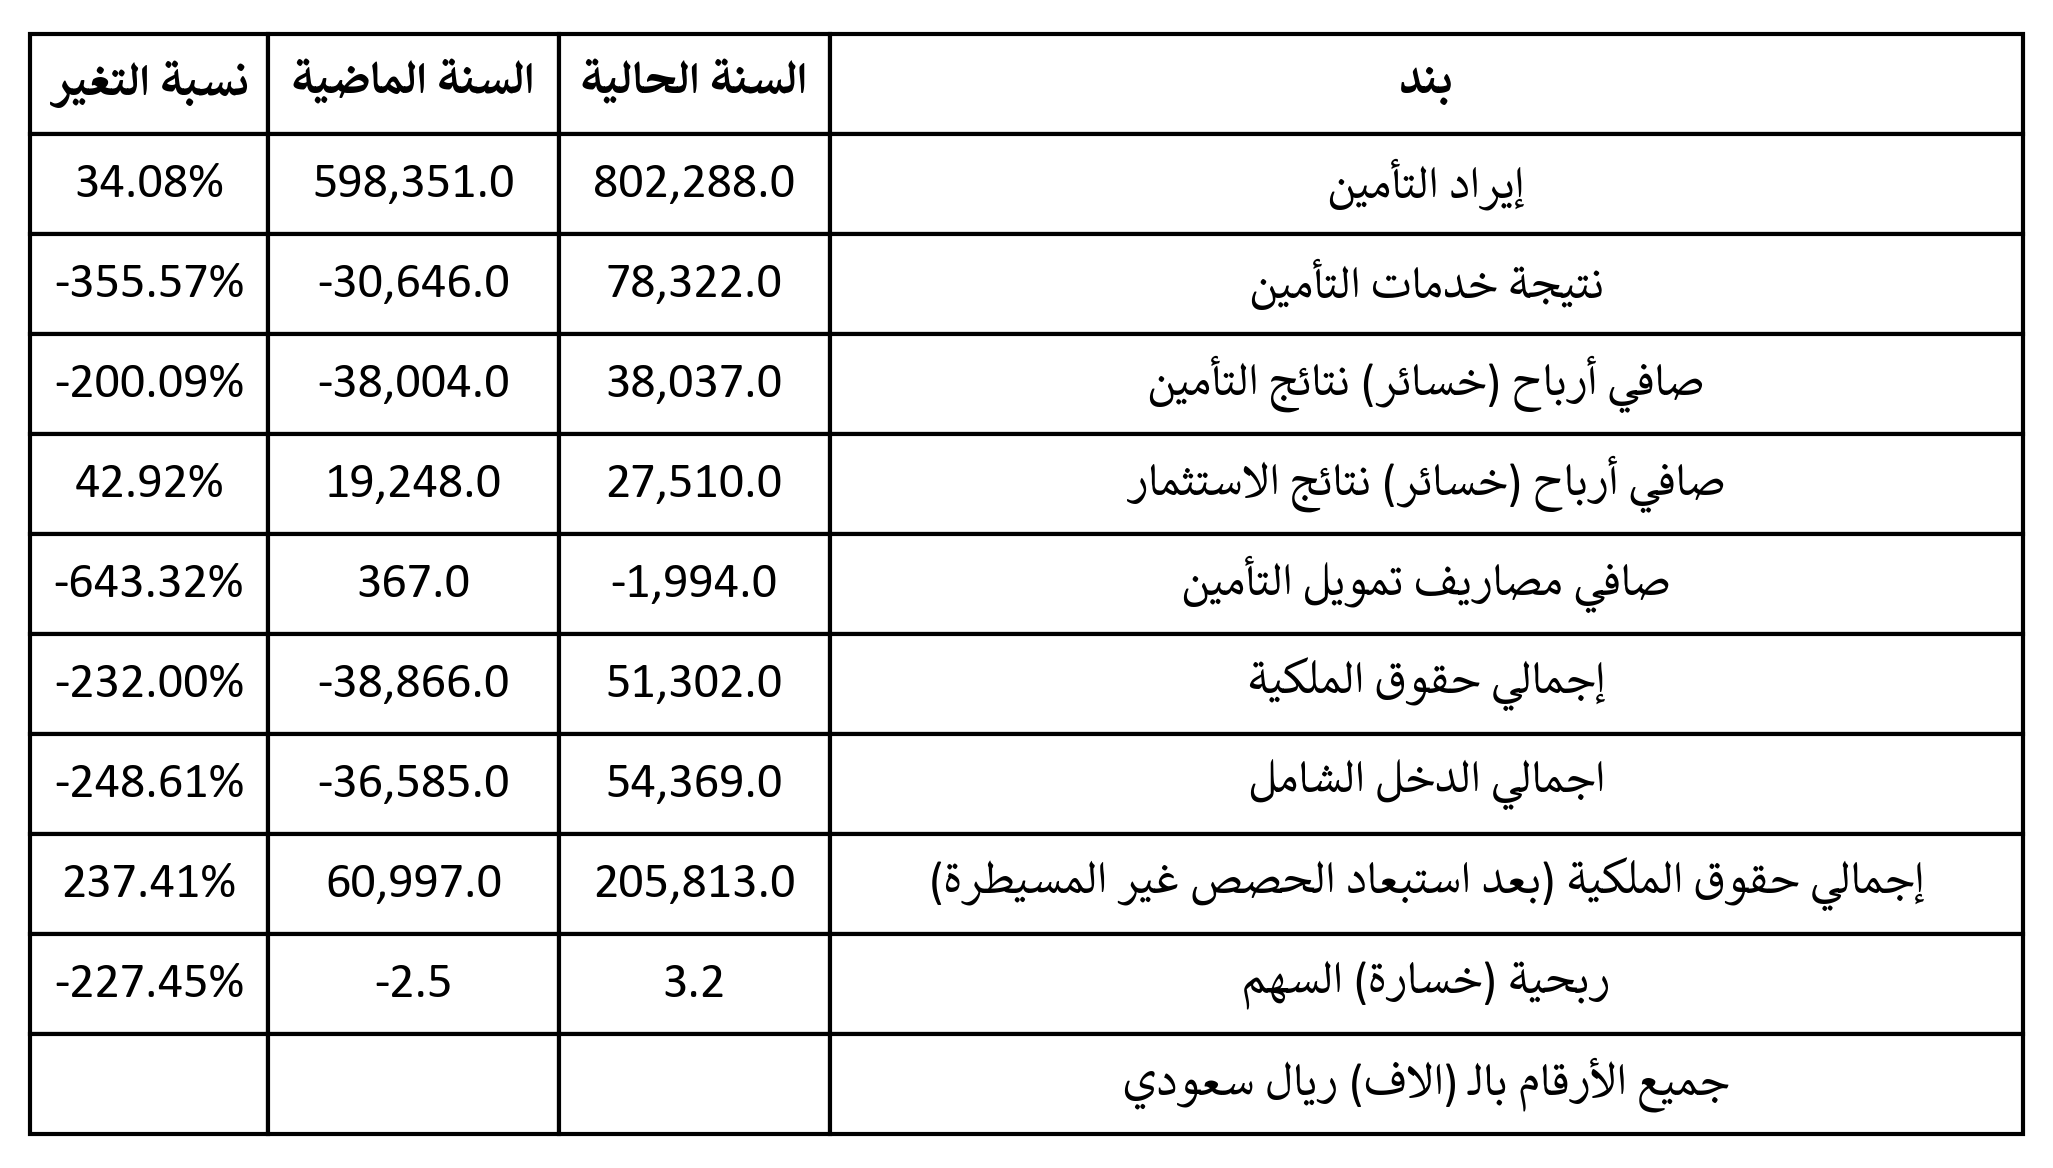 بند السنة الحالية السنة الماضية نسبة التغير
إيراد التأمين 802,288.0 598,351.0 34.08%
نتيجة خدمات التأمين 78,322.0 -30,646.0 -355.57%
صافي أرباح (خسائر) نتائج التأمين 38,037.0 -38,004.0 -200.09%
صافي أرباح (خسائر) نتائج الاستثمار 27,510.0 19,248.0 42.92%
صافي مصاريف تمويل التأمين -1,994.0 367.0 -643.32%
إجمالي حقوق الملكية 51,302.0 -38,866.0 -232.00%
اجمالي الدخل الشامل 54,369.0 -36,585.0 -248.61%
إجمالي حقوق الملكية (بعد استبعاد الحصص غير المسيطرة) 205,813.0 60,997.0 237.41%
ربحية (خسارة) السهم 3.2 -2.5 -227.45%
جميع الأرقام بالـ (الاف) ريال سعودي